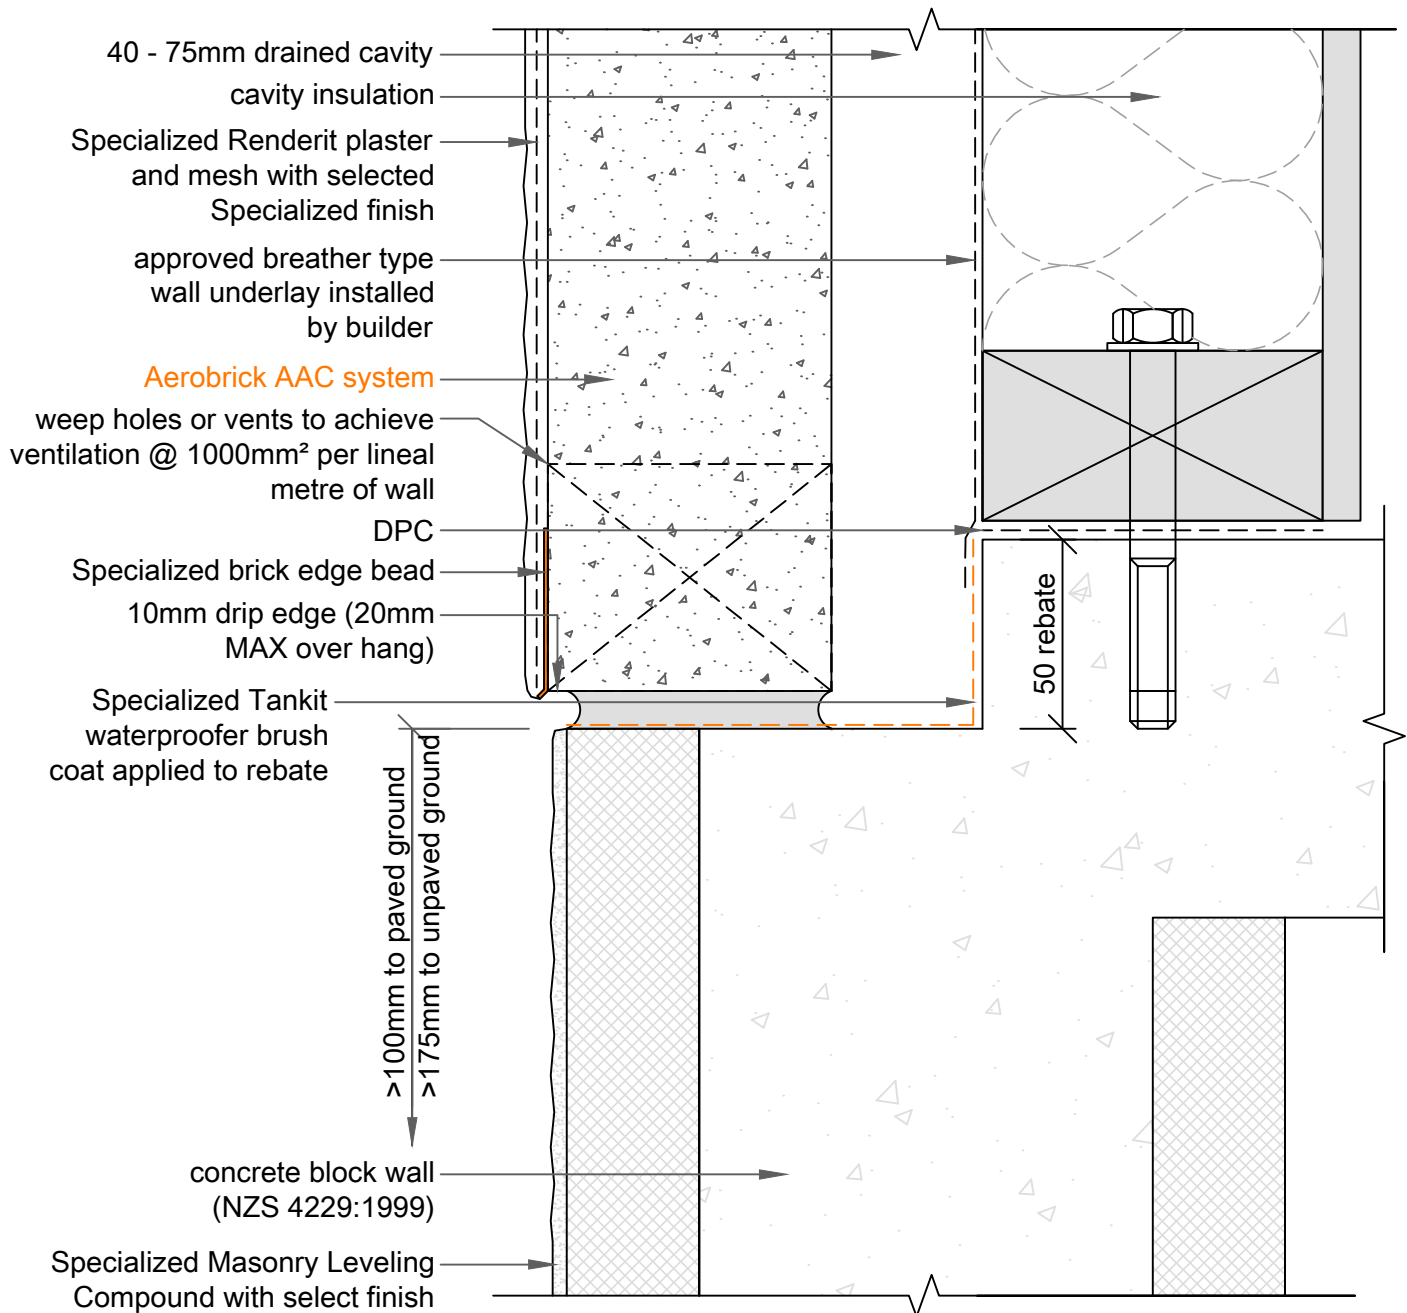 40 - 75mm drained cavity
cavity insulation
Specialized Renderit plaster
and mesh with selected
Specialized finish
approved breather type
wall underlay installed
by builder
Aerobrick AAC system
weep holes or vents to achieve
ventilation @ 1000mm² per lineal
metre of wall
DPC
Specialized brick edge bead
10mm drip edge (20mm
MAX over hang)
50 rebate
Specialized Tankit
waterproofer brush
coat applied to rebate
>100mm to paved ground
>175mm to unpaved ground
concrete block wall
(NZS 4229:1999)
Specialized Masonry Leveling
Compound with select finish